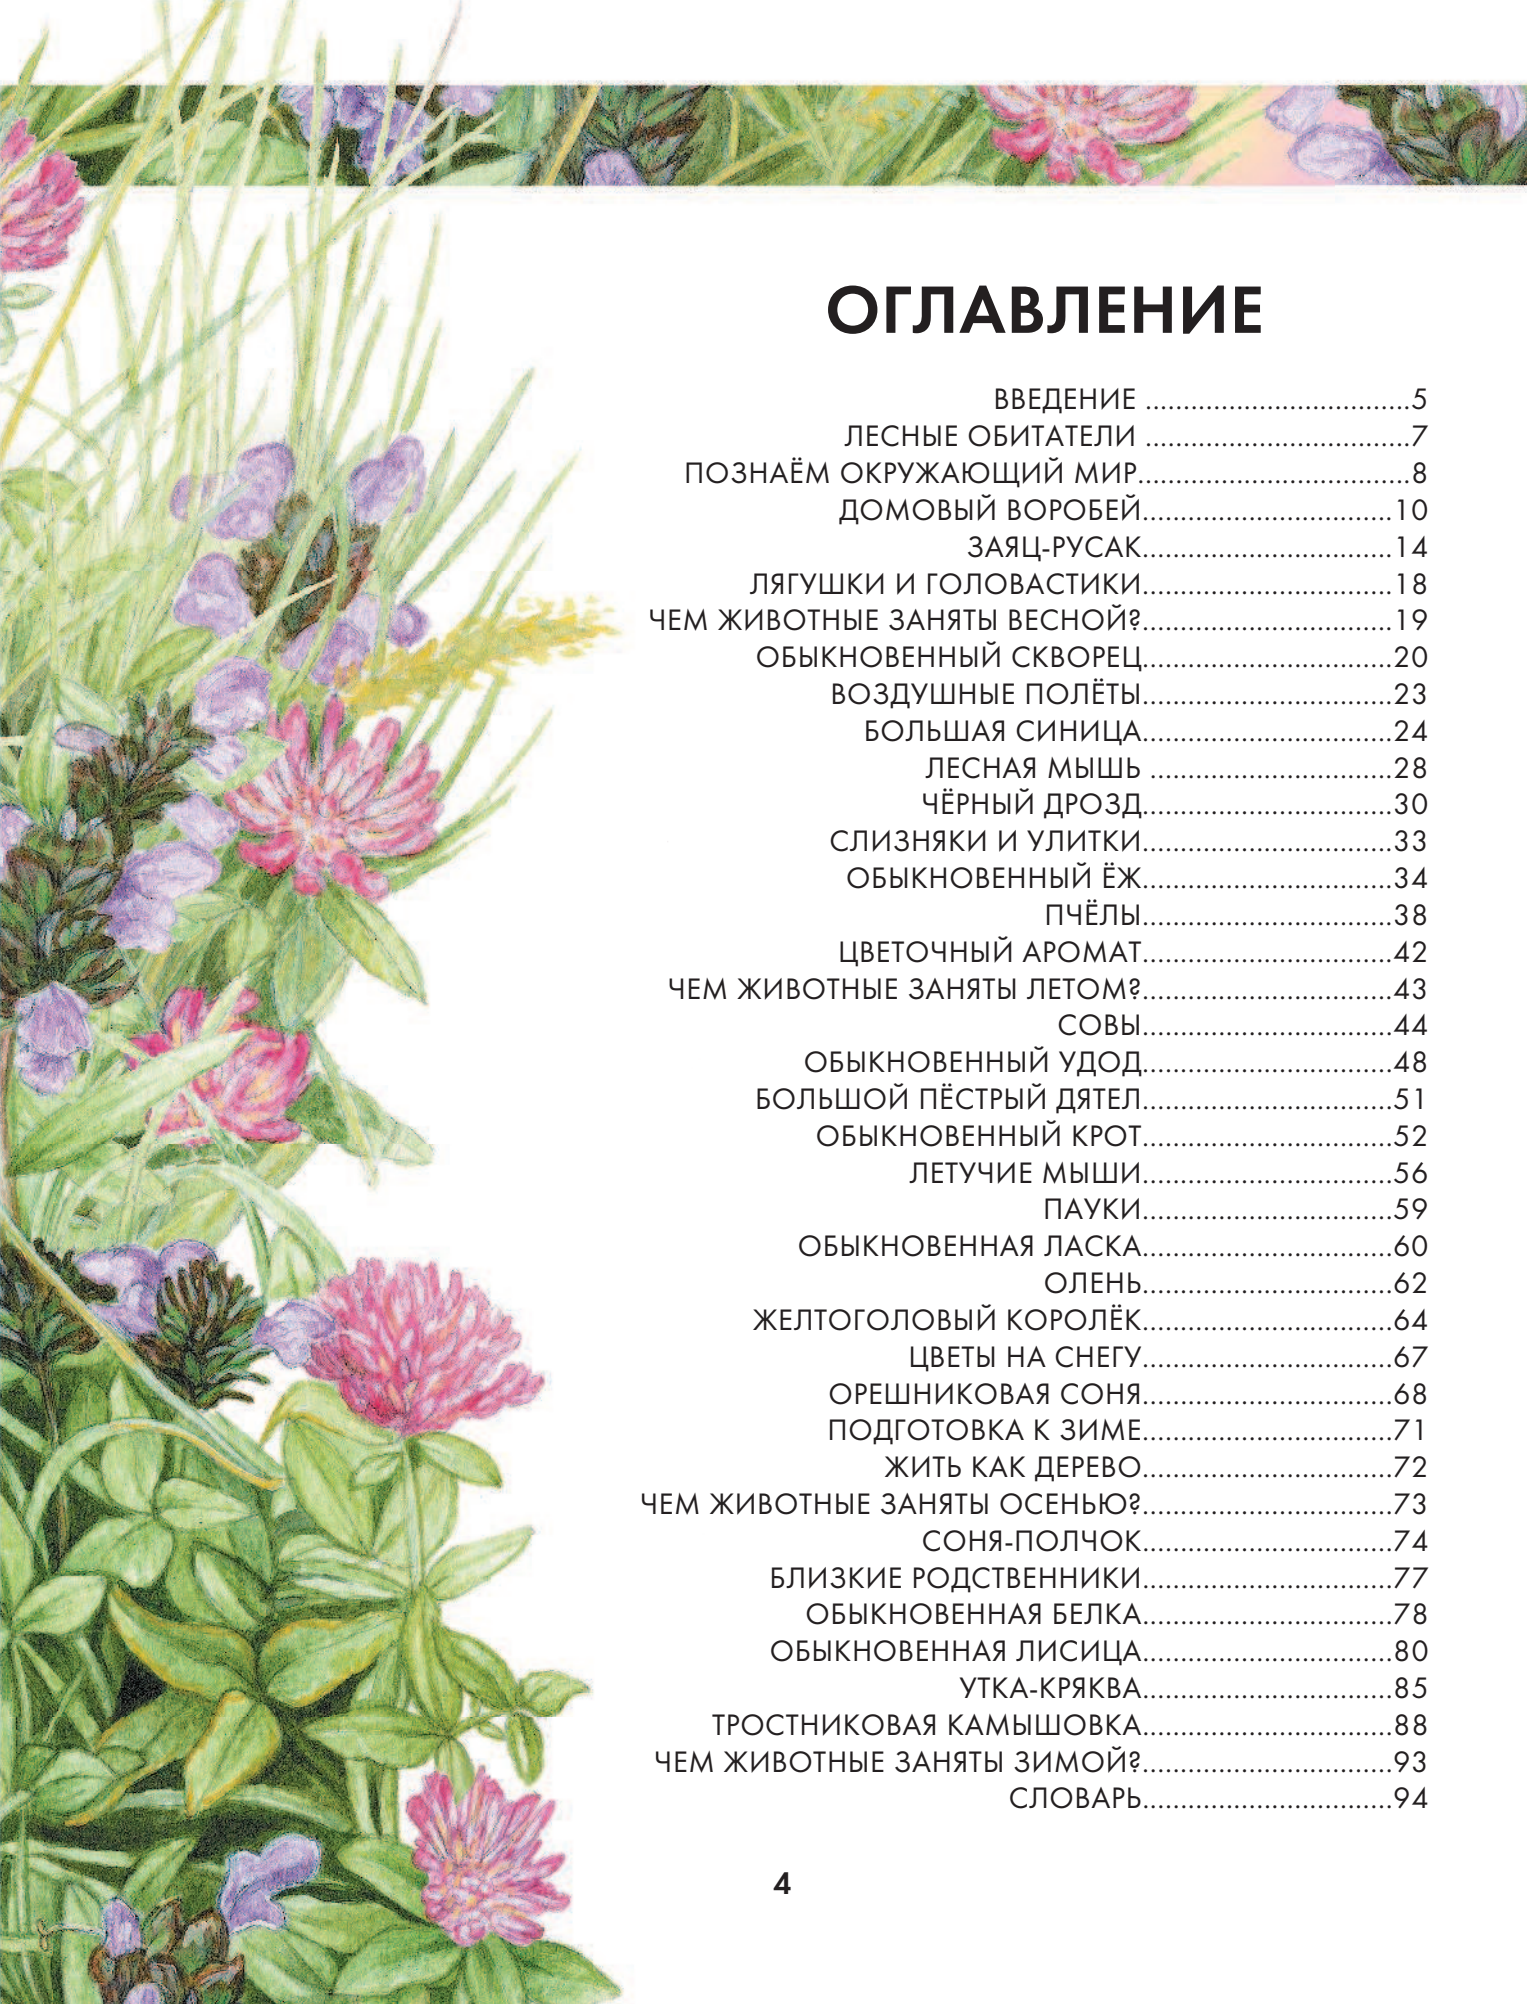 ОГЛАВЛЕНИЕ
ВВЕДЕНИЕ ...................................5
ЛЕСНЫЕ ОБИТАТЕЛИ ...................................7
ПОЗНАЁМ ОКРУЖАЮЩИЙ МИР....................................8
ДОМОВЫЙ ВОРОБЕЙ.................................10
ЗАЯЦ-РУСАК.................................14
ЛЯГУШКИ И ГОЛОВАСТИКИ.................................18
ЧЕМ ЖИВОТНЫЕ ЗАНЯТЫ ВЕСНОЙ?.................................19
ОБЫКНОВЕННЫЙ СКВОРЕЦ.................................20
ВОЗДУШНЫЕ ПОЛЁТЫ.................................23
БОЛЬШАЯ СИНИЦА.................................24
ЛЕСНАЯ МЫШЬ ................................28
ЧЁРНЫЙ ДРОЗД.................................30
СЛИЗНЯКИ И УЛИТКИ.................................33
ОБЫКНОВЕННЫЙ ЁЖ.................................34
ПЧЁЛЫ.................................38
ЦВЕТОЧНЫЙ АРОМАТ.................................42
ЧЕМ ЖИВОТНЫЕ ЗАНЯТЫ ЛЕТОМ?.................................43
СОВЫ.................................44
ОБЫКНОВЕННЫЙ УДОД.................................48
БОЛЬШОЙ ПЁСТРЫЙ ДЯТЕЛ.................................51
ОБЫКНОВЕННЫЙ КРОТ.................................52
ЛЕТУЧИЕ МЫШИ.................................56
ПАУКИ.................................59
ОБЫКНОВЕННАЯ ЛАСКА.................................60
ОЛЕНЬ.................................62
ЖЕЛТОГОЛОВЫЙ КОРОЛЁК.................................64
ЦВЕТЫ НА СНЕГУ.................................67
ОРЕШНИКОВАЯ СОНЯ.................................68
ПОДГОТОВКА К ЗИМЕ.................................71
ЖИТЬ КАК ДЕРЕВО.................................72
ЧЕМ ЖИВОТНЫЕ ЗАНЯТЫ ОСЕНЬЮ?.................................73
СОНЯ-ПОЛЧОК.................................74
БЛИЗКИЕ РОДСТВЕННИКИ.................................77
ОБЫКНОВЕННАЯ БЕЛКА.................................78
ОБЫКНОВЕННАЯ ЛИСИЦА.................................80
УТКА-КРЯКВА.................................85
ТРОСТНИКОВАЯ КАМЫШОВКА.................................88
ЧЕМ ЖИВОТНЫЕ ЗАНЯТЫ ЗИМОЙ?.................................93
СЛОВАРЬ.................................94
4